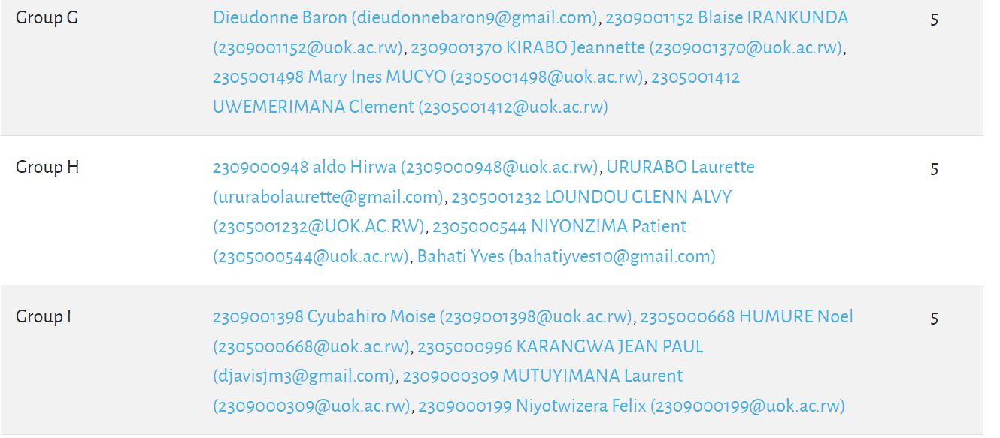 Group G
Dieudonne Baron (dieudonnebaron9@gmail.com), 2309001152 Blaise IRANKUNDA
5
(2309001152@uok.ac.rw), 2309001370 KIRABO Jeannette (2309001370@uok.ac.rw),
2305001498 Mary Ines MUCYO (2305001498@uok.ac.rw), 2305001412
UWEMERIMANA Clement (2305001412@uok.ac.rw)
Group H
2309000948 aldo Hirwa (2309000948@uok.ac.rw), URURABO Laurette
5
(ururabolaurette@gmail.com), 2305001232 LOUNDOU GLENN ALVY
(2305001232@UOK.AC.RW), 2305000544 NIYONZIMA Patient
(2305000544@uok.ac.rw), Bahati Yves (bahatiyves10@gmail.com)
Group I
2309001398 Cyubahiro Moise (2309001398@uok.ac.rw), 2305000668 HUMURE Noel
5
(2305000668@uok.ac.rw), 2305000996 KARANGWA JEAN PAUL
(djavisjm3@gmail.com), 2309000309 MUTUYIMANA Laurent
(2309000309@uok.ac.rw), 2309000199 Niyotwizera Felix (2309000199@uok.ac.rw)